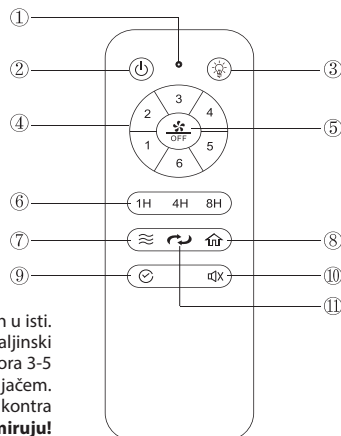 ①
②
③
④
2
3
4
⑤
OFF
1
5
6
⑥
1H 4H 8H
⑦
⑧
⑨
⑩
⑪
u isti.
aljinski
ora 3-5
jačem.
kontra
miruju!